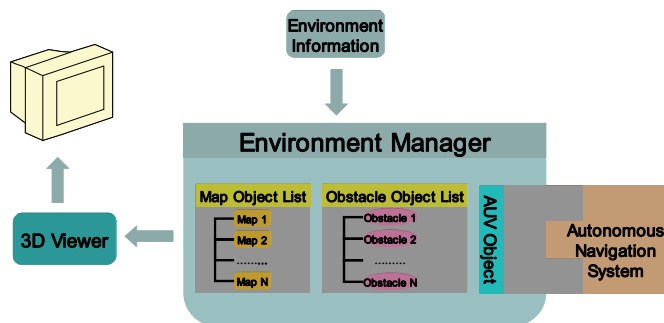 Environment
Information
Environment Manager
Map Object List
Map 1
Map 2
.........
Map N
Obstacle Object List
Obstacle 1
Obstacle 2
.........
Obstacle N
AUV Object
Autonomous
Navigation
System
3D Viewer